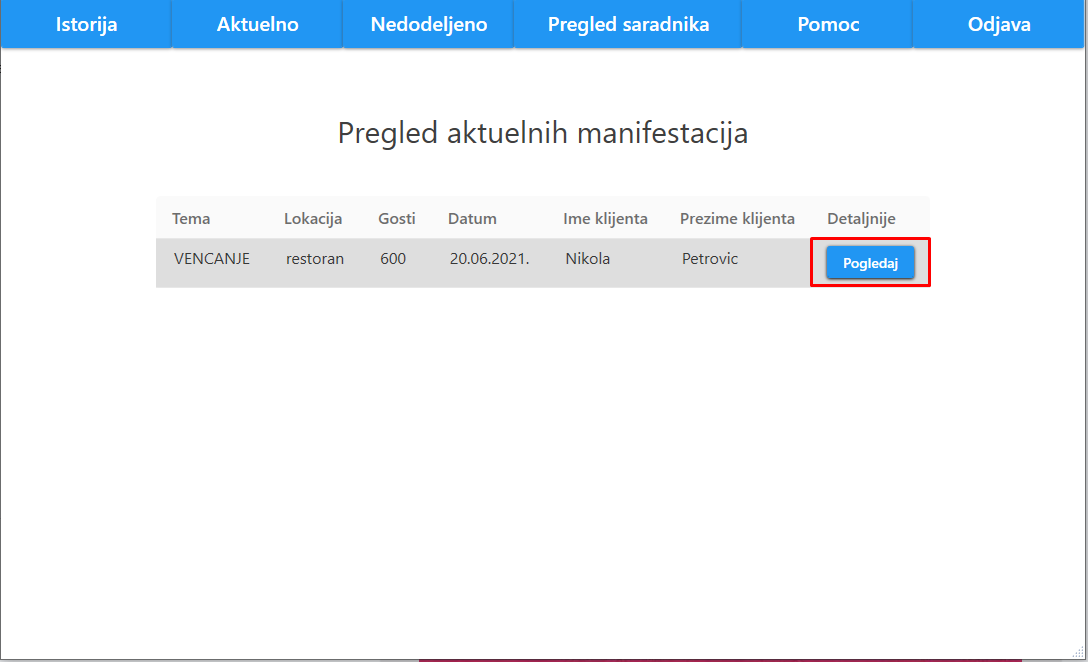 Istorija Aktuelno Nedodeljeno Pregled saradnika Pomoc Odjava
Pregled aktuelnih manifestacija
Tema Lokacija Gosti Datum Ime klijenta Prezime klijenta Detaljnije
VENCANJE restoran 600 20.06.2021. Nikola Petrovic Pogledaj